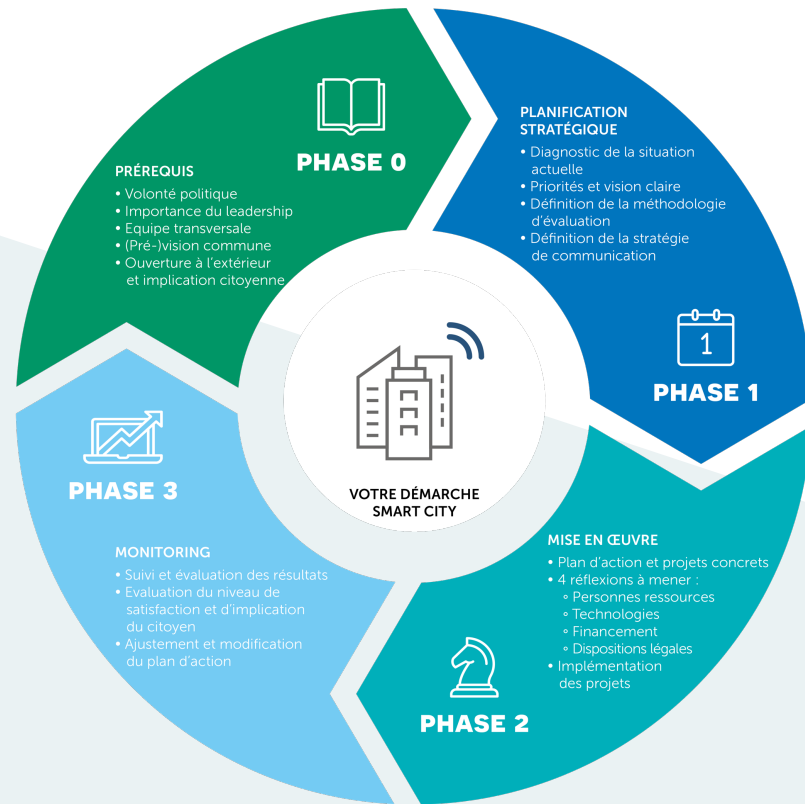 PHASE 0
PRÉREQUIS
• Volonté politique
• Importance du leadership
• Equipe transversale
• (Pré-)vision commune
• Ouverture à l'extérieur
et implication citoyenne
PLANIFICATION
STRATÉGIQUE
• Diagnostic de la situation
actuelle
• Priorités et vision claire
• Définition de la méthodologie
d'évaluation
• Définition de la stratégie
de communication
1
PHASE 1
MISE EN ŒUVRE
• Plan d'action et projets concrets
• 4 réflexions à mener :
° Personnes ressources
° Technologies
° Financement
° Dispositions légales
• Implémentation
des projets
PHASE 2
PHASE 3
MONITORING
• Suivi et évaluation des résultats
• Evaluation du niveau de
satisfaction et d'implication
du citoyen
• Ajustement et modification
du plan d'action
VOTRE DÉMARCHE
SMART CITY